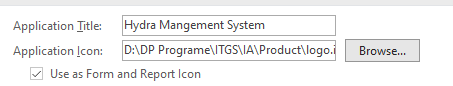 Application Title: Hydra Mangement System
Application Icon: D:\DP Programe\ITGS\IA\Product\logo.i Browse...
Use as Form and Report Icon